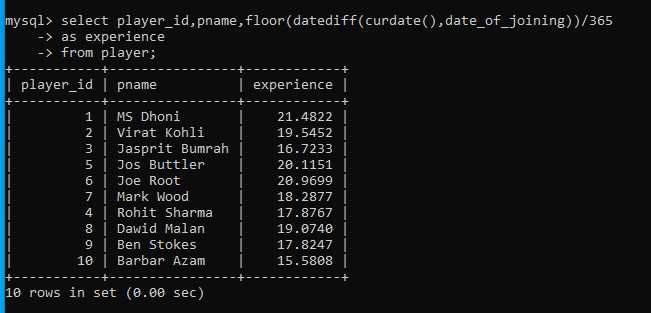 mysql> select player_id,pname,floor(datediff(curdate(),date_of_joining))/365
    -> as experience
    -> from player;
+-----------+----------------+------------+
| player_id | pname          | experience |
+-----------+----------------+------------+
|         1 | MS Dhoni       |    21.4822 |
|         2 | Virat Kohli    |    19.5452 |
|         3 | Jasprit Bumrah |    16.7233 |
|         5 | Jos Buttler    |    20.1151 |
|         6 | Joe Root       |    20.9699 |
|         7 | Mark Wood      |    18.2877 |
|         4 | Rohit Sharma   |    17.8767 |
|         8 | Dawid Malan    |    19.0740 |
|         9 | Ben Stokes     |    17.8247 |
|        10 | Barbar Azam    |    15.5808 |
+-----------+----------------+------------+
10 rows in set (0.00 sec)